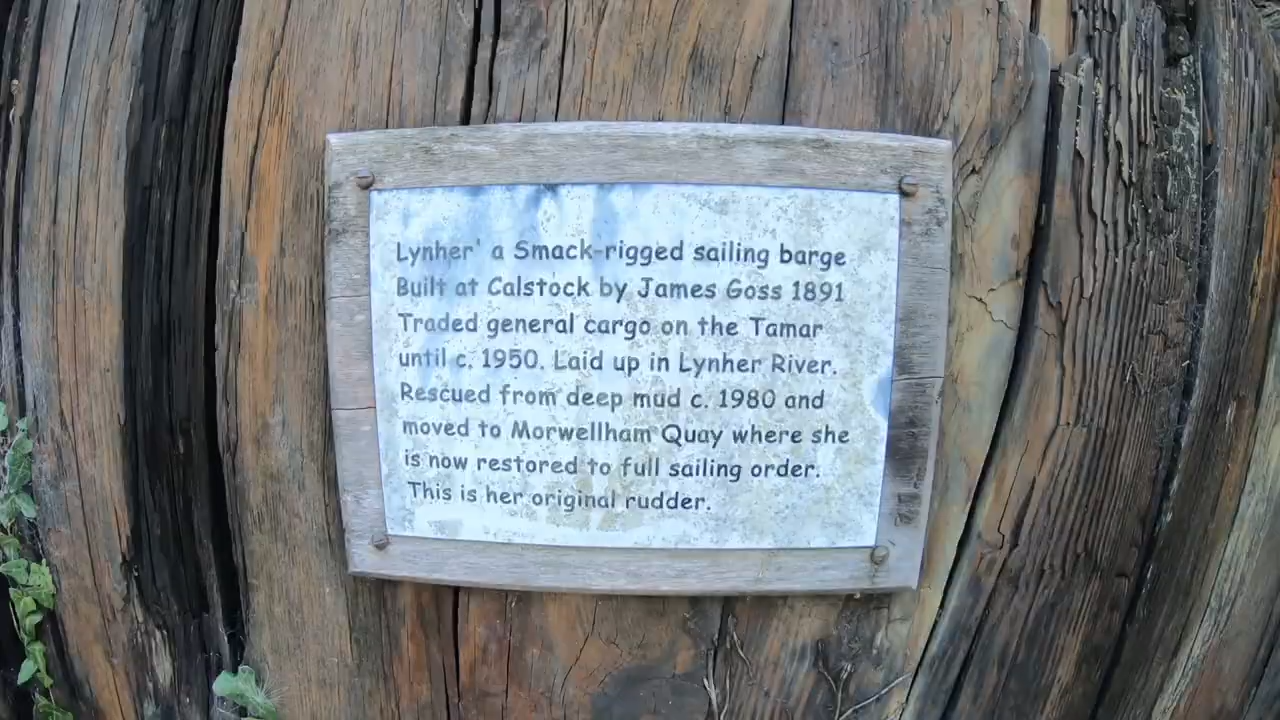 Lynher' a Smack-rigged sailing barge
Built at Calstock by James Goss 1891
Traded general cargo on the Tamar
until c. 1950. Laid up in Lynher River.
Rescued from deep mud c. 1980 and
moved to Morwellham Quay where she
is now restored to full sailing order.
This is her original rudder.